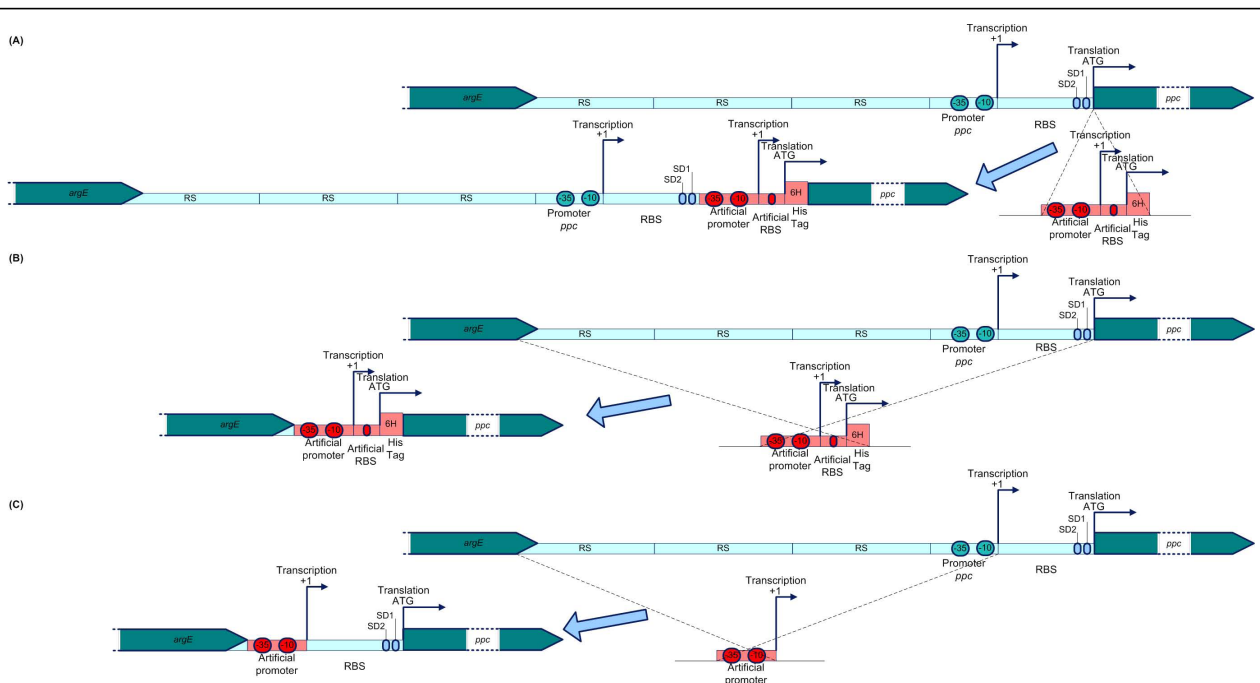 (A)
Transcription
+1
Translation
ATG
SD1
SD2
argE
RS
RS
RS
-35
-10
ppc
Promoter
ppc
RBS
Transcription
+1
Transcription
+1
Translation
ATG
SD1
SD2
argE
RS
RS
RS
-35
-10
-35
-10
6H
ppc
Promoter
ppc
RBS
Artificial
promoter
Artificial
RBS
His
Tag
Transcription
+1
Translation
ATG
-35
-10
6H
Artificial
promoter
Artificial
RBS
His
Tag
(B)
Transcription
+1
Translation
ATG
SD1
SD2
argE
RS
RS
RS
-35
-10
ppc
Promoter
ppc
RBS
Transcription
+1
Translation
ATG
argE
-35
-10
6H
ppc
Artificial
promoter
Artificial
RBS
His
Tag
Transcription
+1
Translation
ATG
-35
-10
6H
Artificial
promoter
Artificial
RBS
His
Tag
(C)
Transcription
+1
Translation
ATG
SD1
SD2
argE
RS
RS
RS
-35
-10
ppc
Promoter
ppc
RBS
Transcription
+1
Translation
ATG
SD1
SD2
argE
-35
-10
ppc
Artificial
promoter
RBS
Transcription
+1
-35
-10
Artificial
promoter